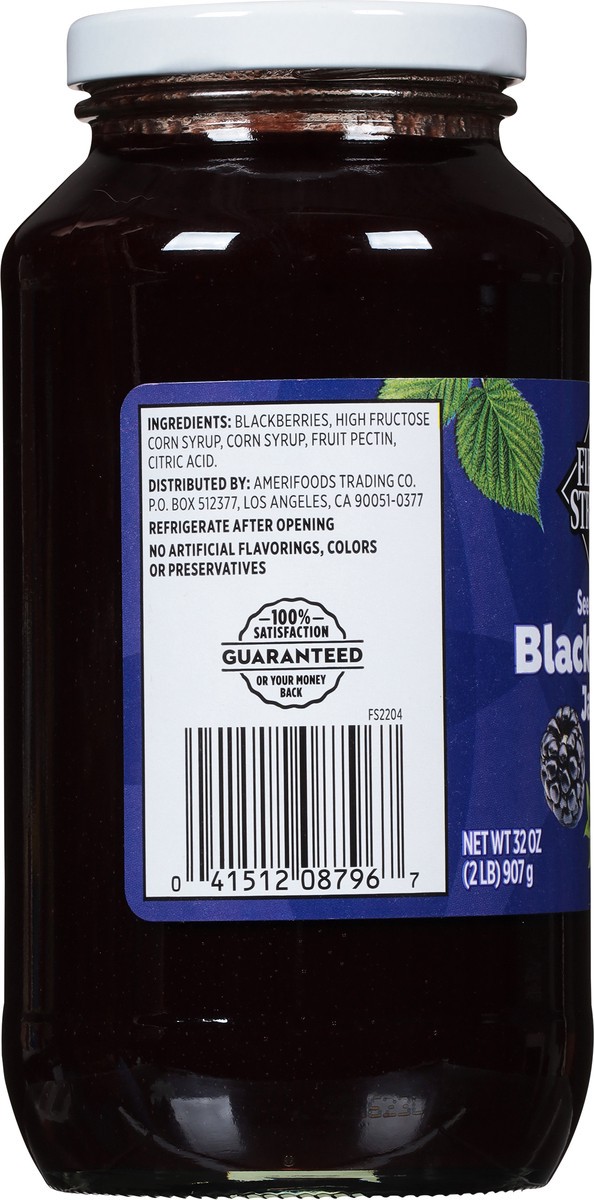 INGREDIENTS: BLACKBERRIES, HIGH FRUCTOSE
CORN SYRUP, CORN SYRUP, FRUIT PECTIN,
CITRIC ACID.
DISTRIBUTED BY: AMERIFOODS TRADING CO.
P.O. BOX 512377, LOS ANGELES, CA 90051-0377
REFRIGERATE AFTER OPENING
NO ARTIFICIAL FLAVORINGS, COLORS
OR PRESERVATIVES
100%
SATISFACTION
GUARANTEED
OR YOUR MONEY
BACK
FS2204
0 41512 08796 7
Black
NET WT 32 OZ
(2 LB) 907 g